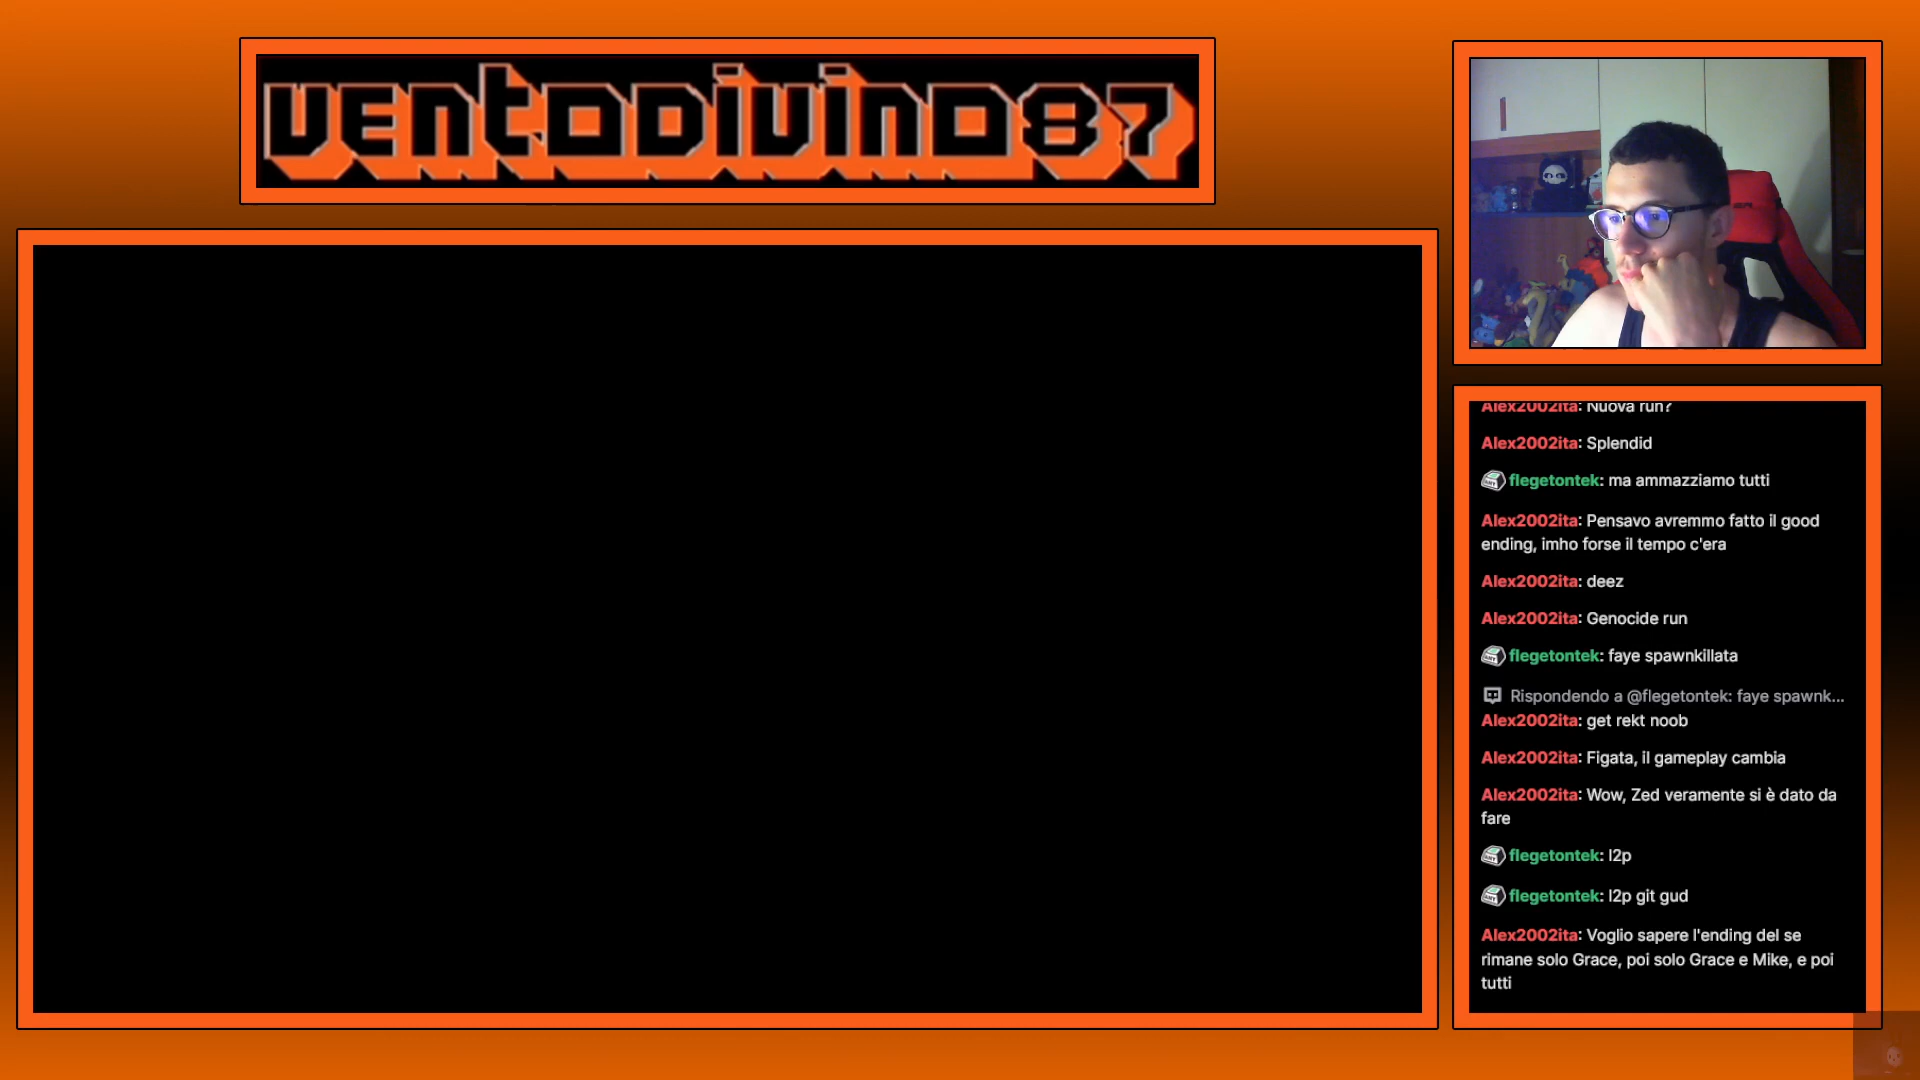 ventodivino87
Alex2002ita: Nuova run?
Alex2002ita: Splendid
flegetontek: ma ammazziamo tutti
Alex2002ita: Pensavo avremmo fatto il good
ending, imho forse il tempo c'era
Alex2002ita: deez
Alex2002ita: Genocide run
flegetontek: faye spawnkillata
Rispondendo a @flegetontek: faye spawnk...
Alex2002ita: get rekt noob
Alex2002ita: Figata, il gameplay cambia
Alex2002ita: Wow, Zed veramente si è dato da
fare
flegetontek: l2p
flegetontek: l2p git gud
Alex2002ita: Voglio sapere l'ending del se
rimane solo Grace, poi solo Grace e Mike, e poi
tutti